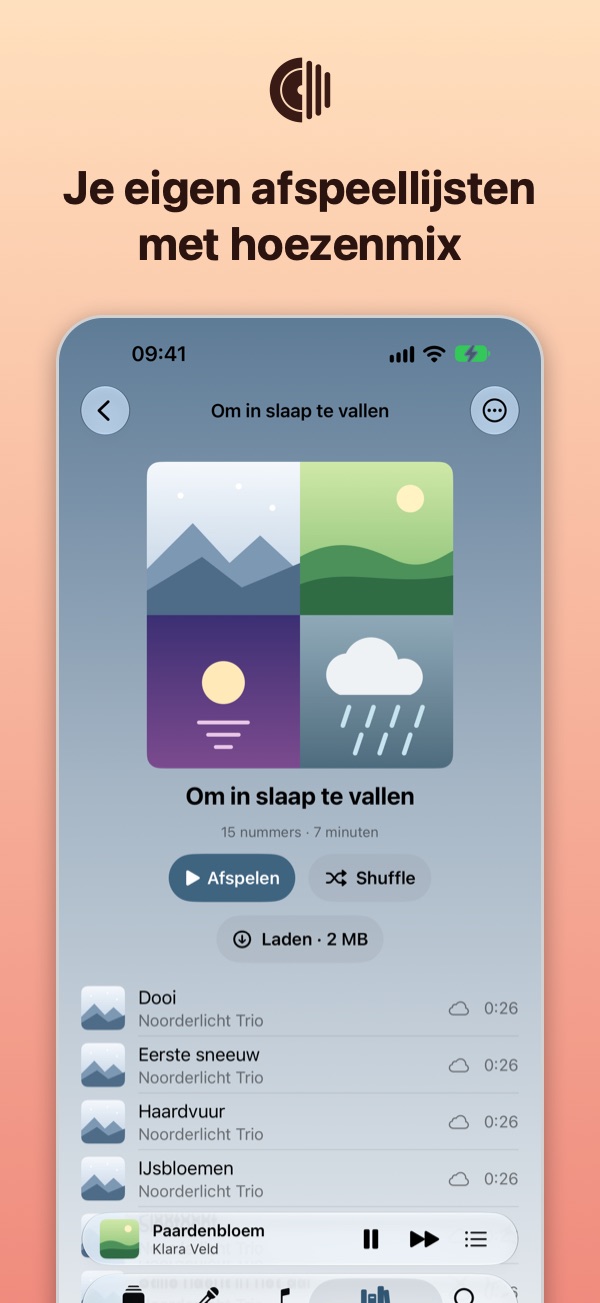 Je eigen afspeellijsten
met hoezenmix
09:41
Om in slaap te vallen
Om in slaap te vallen
15 nummers · 7 minuten
Afspelen
Shuffle
Laden · 2 MB
Dooi
Noorderlicht Trio
0:26
Eerste sneeuw
Noorderlicht Trio
0:26
Haardvuur
Noorderlicht Trio
0:26
IJsbloemen
Noorderlicht Trio
0:26
Paardenbloem
Klara Veld